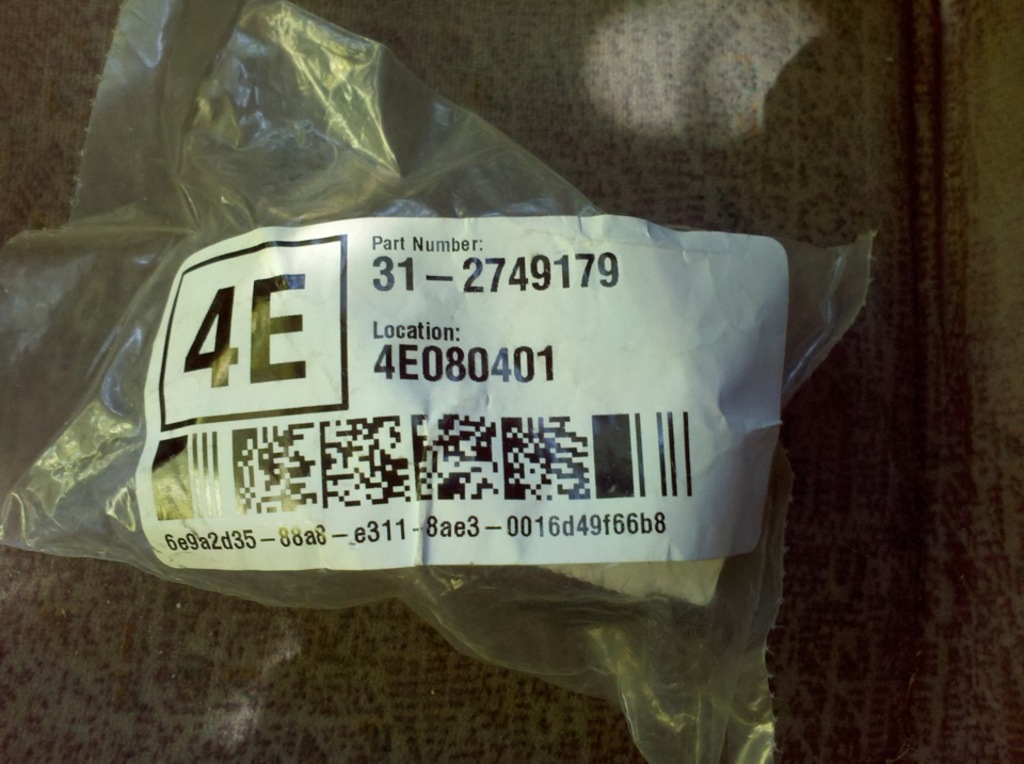 4E
Part Number:
31-2749179
Location:
4E080401
6e9a2d35-88a8-e311-8ae3-0016d49f66b8